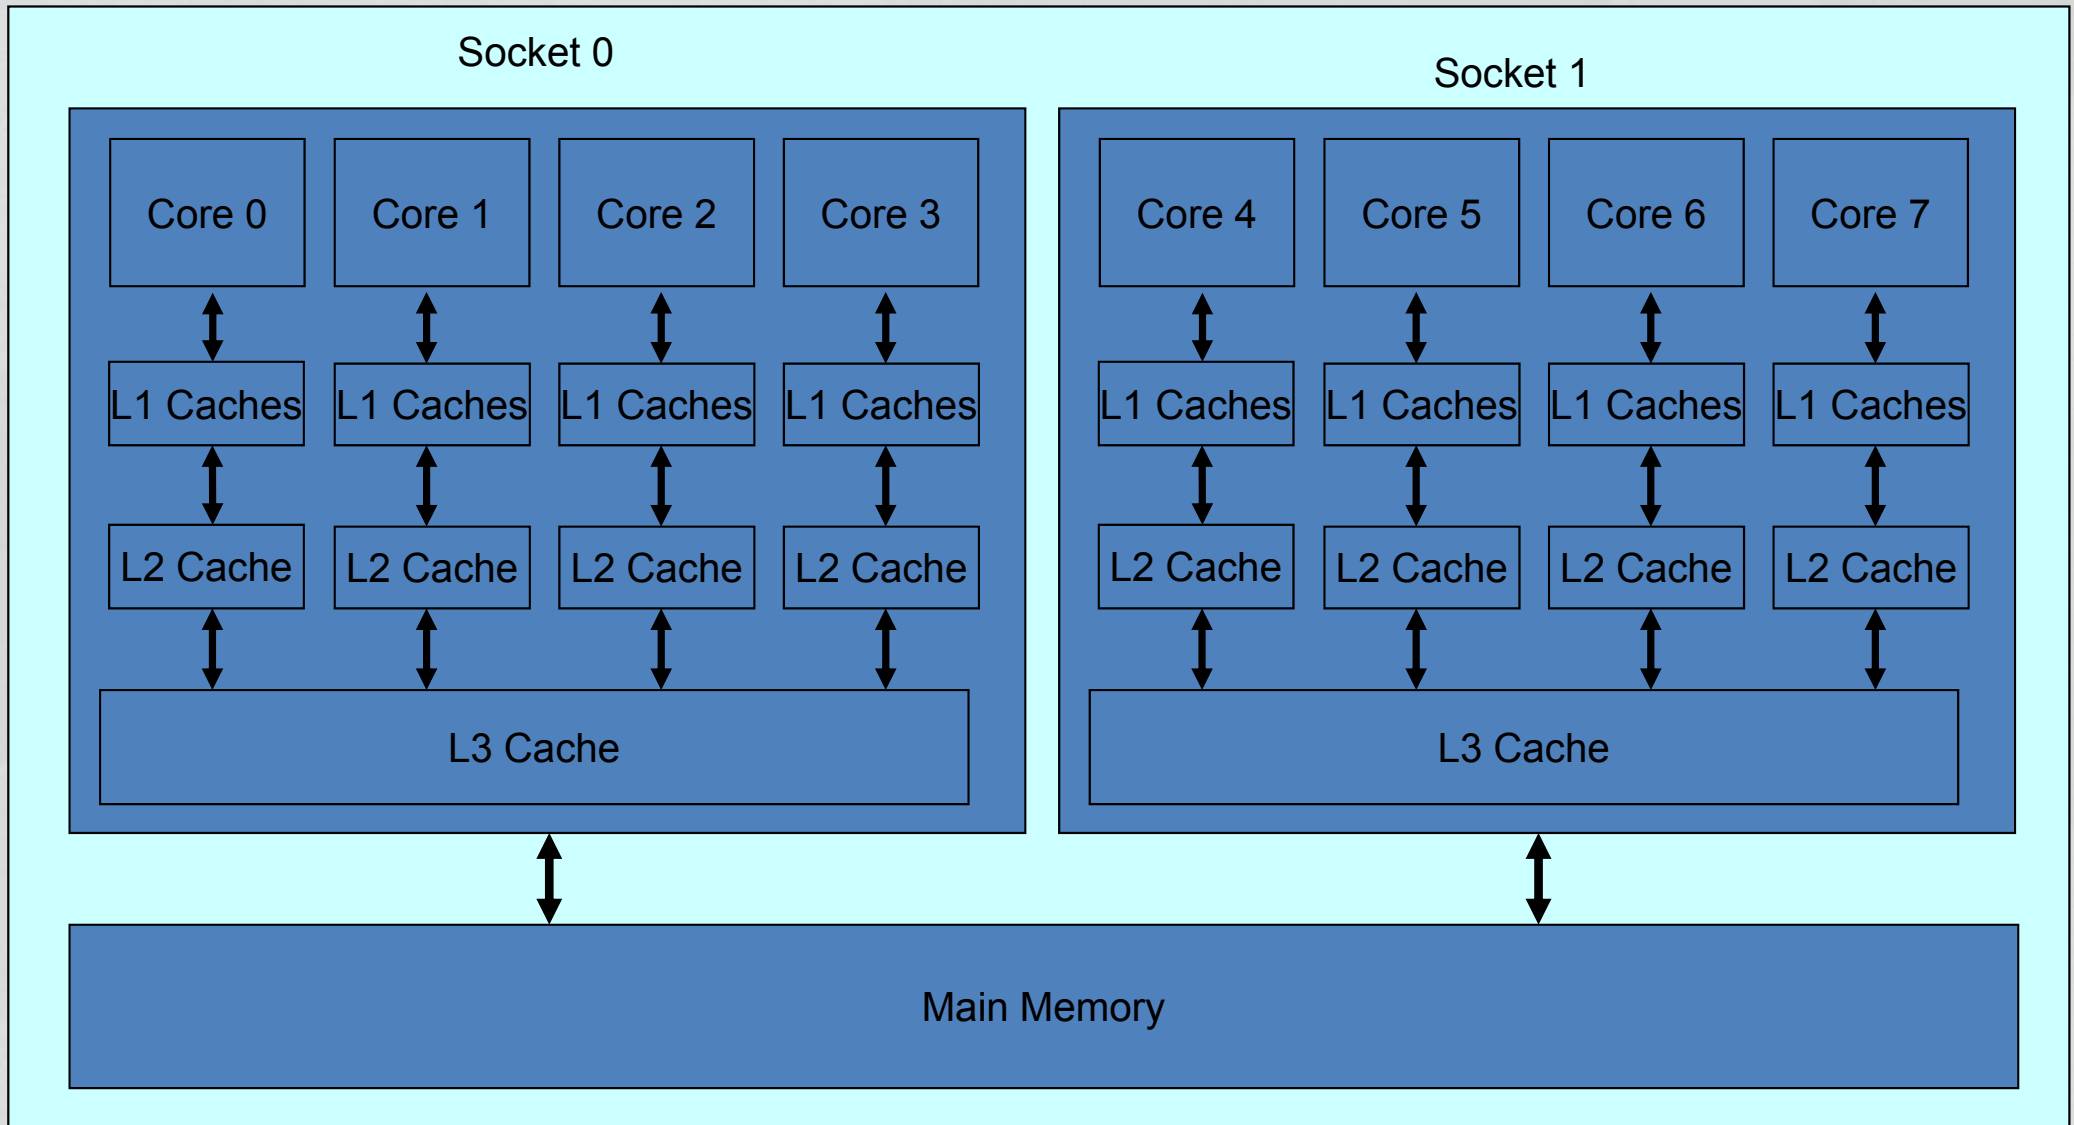 Socket 0
Socket 1
Core 0
Core 1
Core 2
Core 3
Core 4
Core 5
Core 6
Core 7
L1 Caches
L1 Caches
L1 Caches
L1 Caches
L1 Caches
L1 Caches
L1 Caches
L1 Caches
L2 Cache
L2 Cache
L2 Cache
L2 Cache
L2 Cache
L2 Cache
L2 Cache
L2 Cache
L3 Cache
L3 Cache
Main Memory